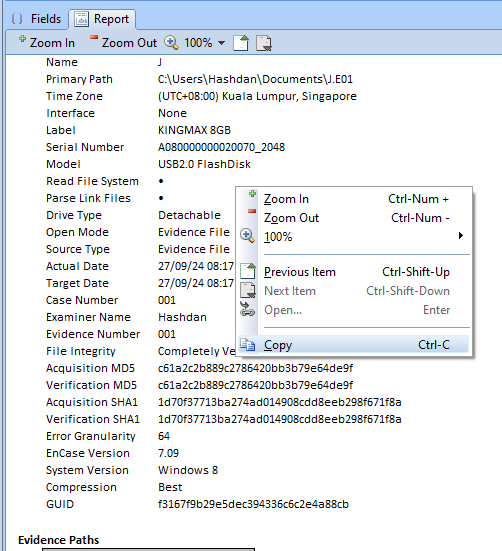 Fields Report
Zoom In Zoom Out 100%
Name J
Primary Path C:\Users\Hashdan\Documents\J.E01
Time Zone (UTC+08:00) Kuala Lumpur, Singapore
Interface None
Label KINGMAX 8GB
Serial Number A080000000020070_2048
Model USB2.0 FlashDisk
Read File System •
Parse Link Files •
Drive Type Detachable
Open Mode Evidence File
Source Type Evidence File
Actual Date 27/09/24 08:17
Target Date 27/09/24 08:17
Case Number 001
Examiner Name Hashdan
Evidence Number 001
File Integrity Completely Ve
Acquisition MD5 c61a2c2b889c2786420bb3b79e64de9f
Verification MD5 c61a2c2b889c2786420bb3b79e64de9f
Acquisition SHA1 1d70f37713ba274ad014908cdd8eeb298f671f8a
Verification SHA1 1d70f37713ba274ad014908cdd8eeb298f671f8a
Error Granularity 64
EnCase Version 7.09
System Version Windows 8
Compression Best
GUID f3167f9b29e5dec394336c6c2e4a88cb
Evidence Paths
Zoom In Ctrl-Num +
Zoom Out Ctrl-Num -
100%
Previous Item Ctrl-Shift-Up
Next Item Ctrl-Shift-Down
Open... Enter
Copy Ctrl-C